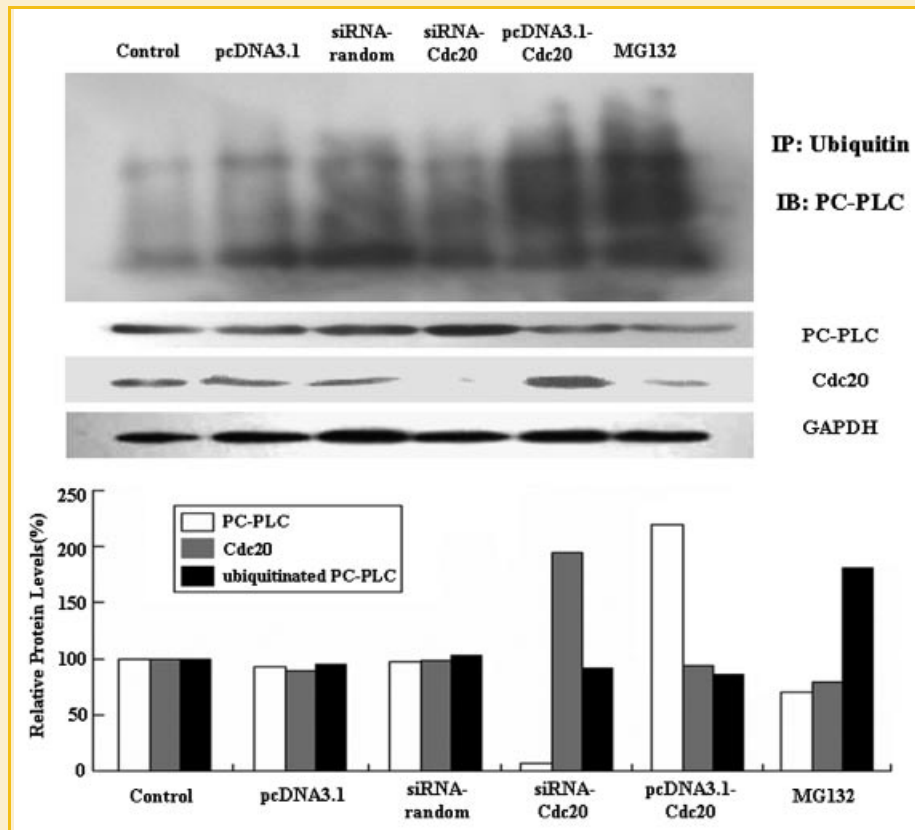 Control pcDNA3.1 siRNA-random siRNA-Cdc20 pcDNA3.1-Cdc20 MG132
IP: Ubiquitin
IB: PC-PLC
PC-PLC
Cdc20
GAPDH
250
200
150
100
50
0
Relative Protein Levels(%)
PC-PLC
Cdc20
ubiquitinated PC-PLC
Control pcDNA3.1 siRNA-random siRNA-Cdc20 pcDNA3.1-Cdc20 MG132